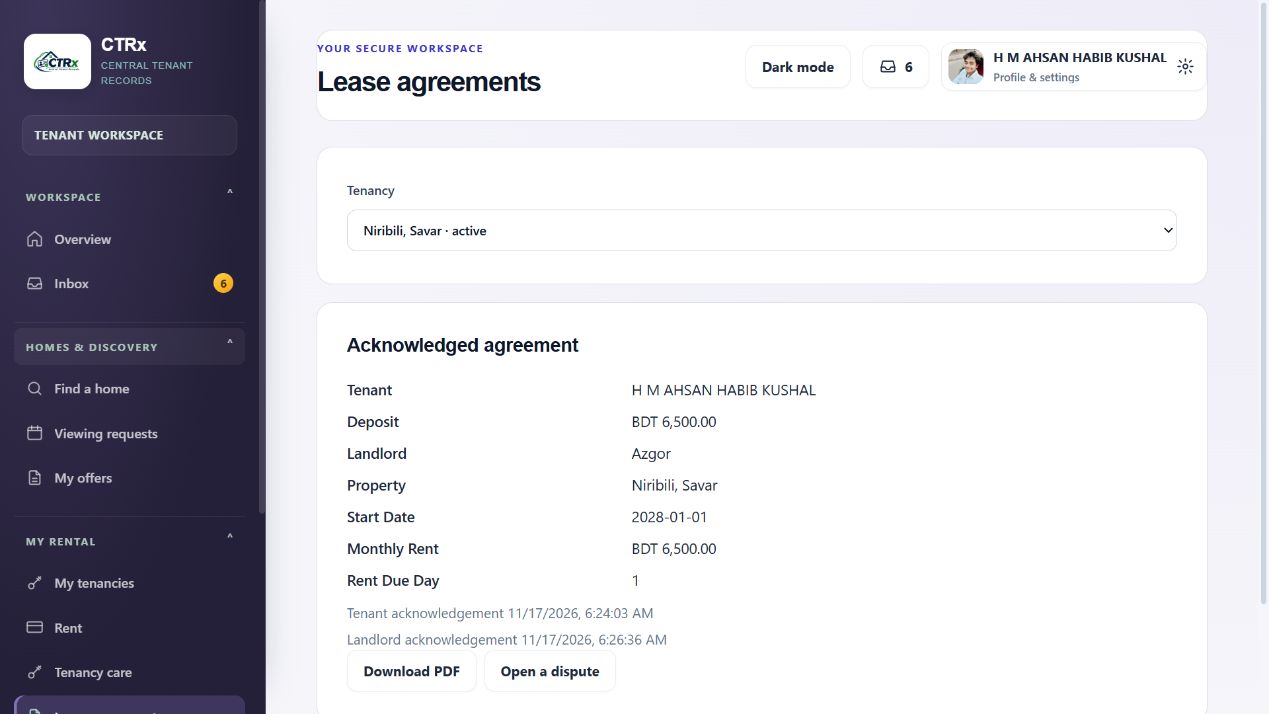 CTRx
CENTRAL TENANT
RECORDS
CTRx
TENANT WORKSPACE
WORKSPACE
Overview
Inbox
6
HOMES & DISCOVERY
Find a home
Viewing requests
My offers
MY RENTAL
My tenancies
Rent
Tenancy care
YOUR SECURE WORKSPACE
Lease agreements
Dark mode
6
H M AHSAN HABIB KUSHAL
Profile & settings
Tenancy
Niribili, Savar · active
Acknowledged agreement
Tenant H M AHSAN HABIB KUSHAL
Deposit BDT 6,500.00
Landlord Azgor
Property Niribili, Savar
Start Date 2028-01-01
Monthly Rent BDT 6,500.00
Rent Due Day 1
Tenant acknowledgement 11/17/2026, 6:24:03 AM
Landlord acknowledgement 11/17/2026, 6:26:36 AM
Download PDF
Open a dispute